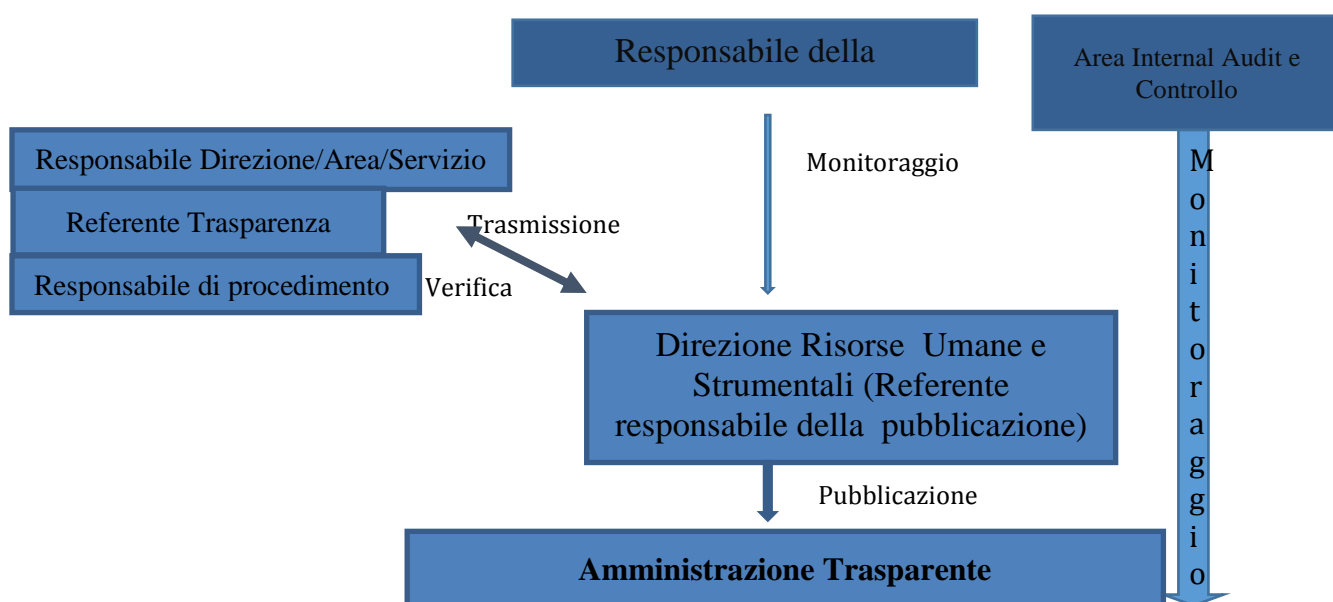 Responsabile della
Area Internal Audit e
Controllo
Responsabile Direzione/Area/Servizio
Referente Trasparenza
Responsabile di procedimento
Monitoraggio
Trasmissione
Verifica
Direzione Risorse Umane e
Strumentali (Referente
responsabile della pubblicazione)
Pubblicazione
Amministrazione Trasparente
Monitoraggio